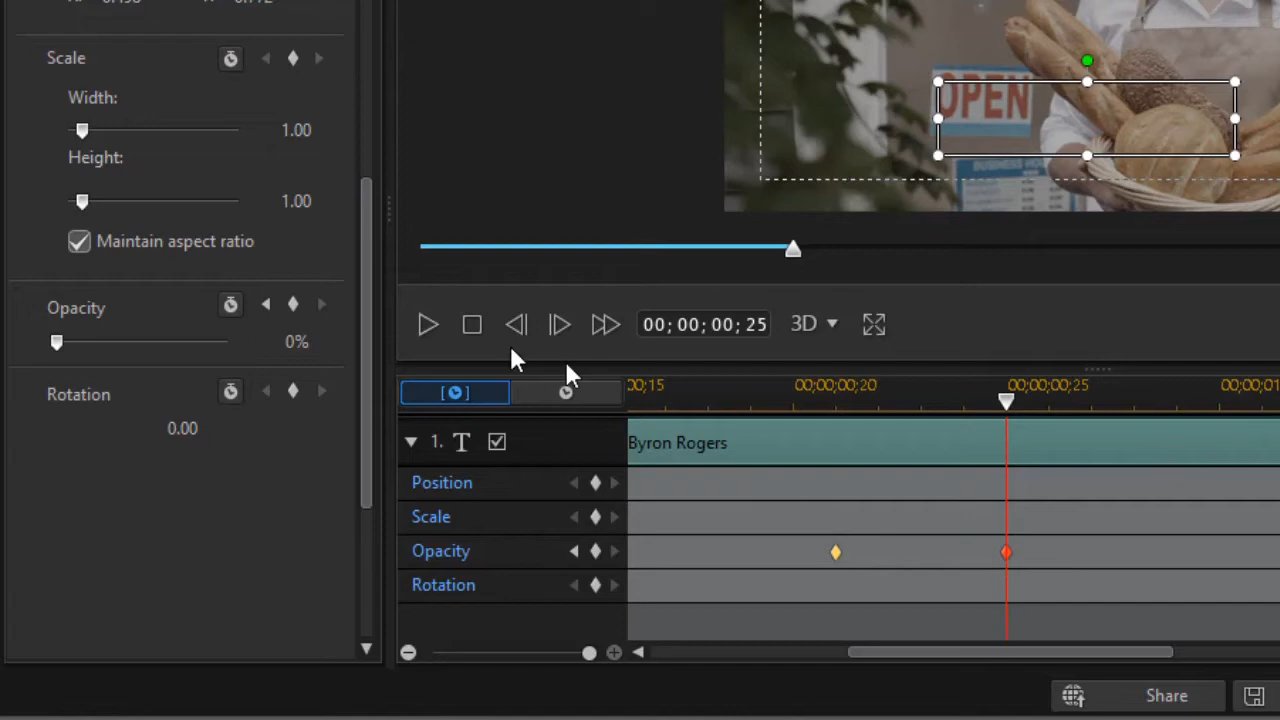 Scale
Width:
1.00
Height:
1.00
Maintain aspect ratio
Opacity
0%
Rotation
0.00
OPEN
00; 00; 00; 25
3D
00;15
00;00;00;20
00;00;00;25
00;00;01
1. T
Byron Rogers
Position
Scale
Opacity
Rotation
Share